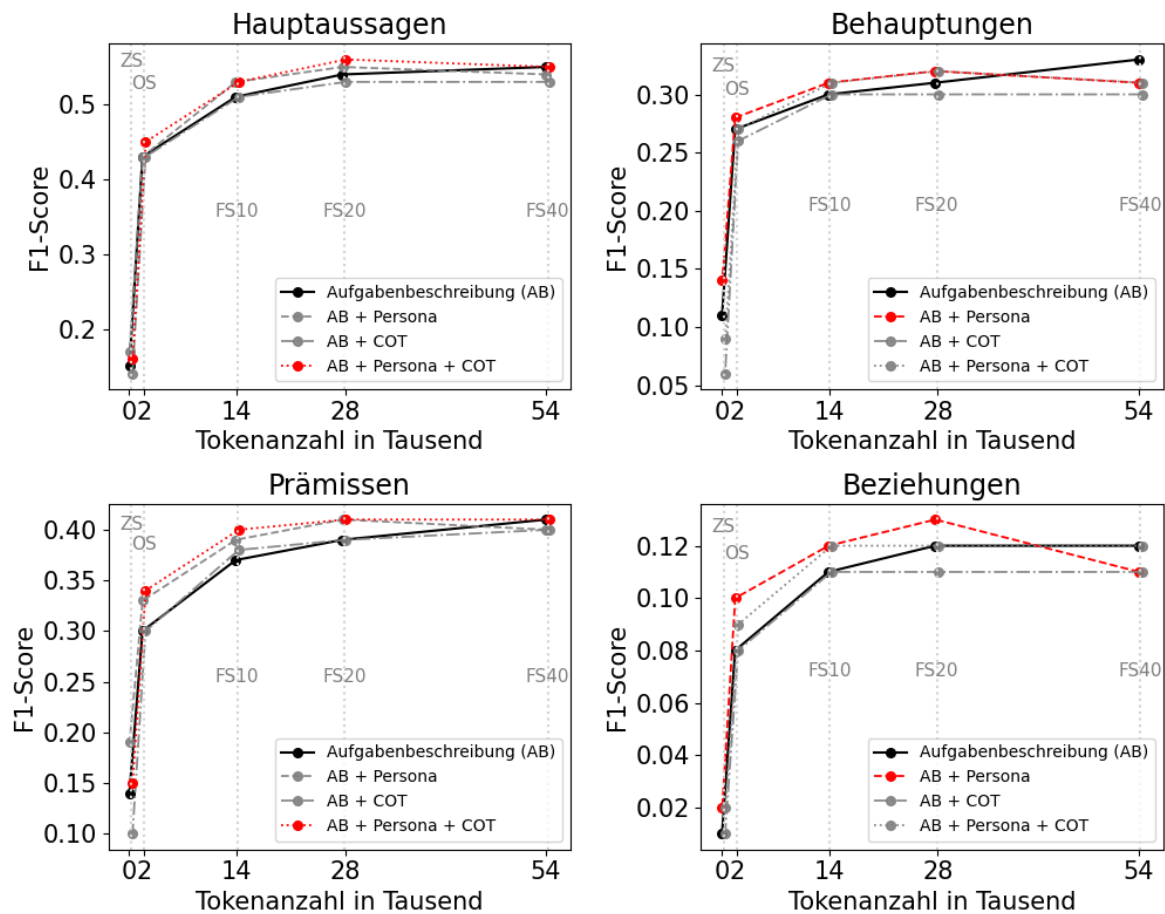 Hauptaussagen
ZS
OS
0.5
0.4
0.3
0.2
F1-Score
FS10
FS20
FS40
Aufgabenbeschreibung (AB)
AB + Persona
AB + COT
AB + Persona + COT
02
14
28
54
Tokenanzahl in Tausend
Behauptungen
ZS
OS
0.30
0.25
0.20
0.15
0.10
0.05
F1-Score
FS10
FS20
FS40
Aufgabenbeschreibung (AB)
AB + Persona
AB + COT
AB + Persona + COT
02
14
28
54
Tokenanzahl in Tausend
Prämissen
ZS
OS
0.40
0.35
0.30
0.25
0.20
0.15
0.10
F1-Score
FS10
FS20
FS40
Aufgabenbeschreibung (AB)
AB + Persona
AB + COT
AB + Persona + COT
02
14
28
54
Tokenanzahl in Tausend
Beziehungen
ZS
OS
0.12
0.10
0.08
0.06
0.04
0.02
F1-Score
FS10
FS20
FS40
Aufgabenbeschreibung (AB)
AB + Persona
AB + COT
AB + Persona + COT
02
14
28
54
Tokenanzahl in Tausend